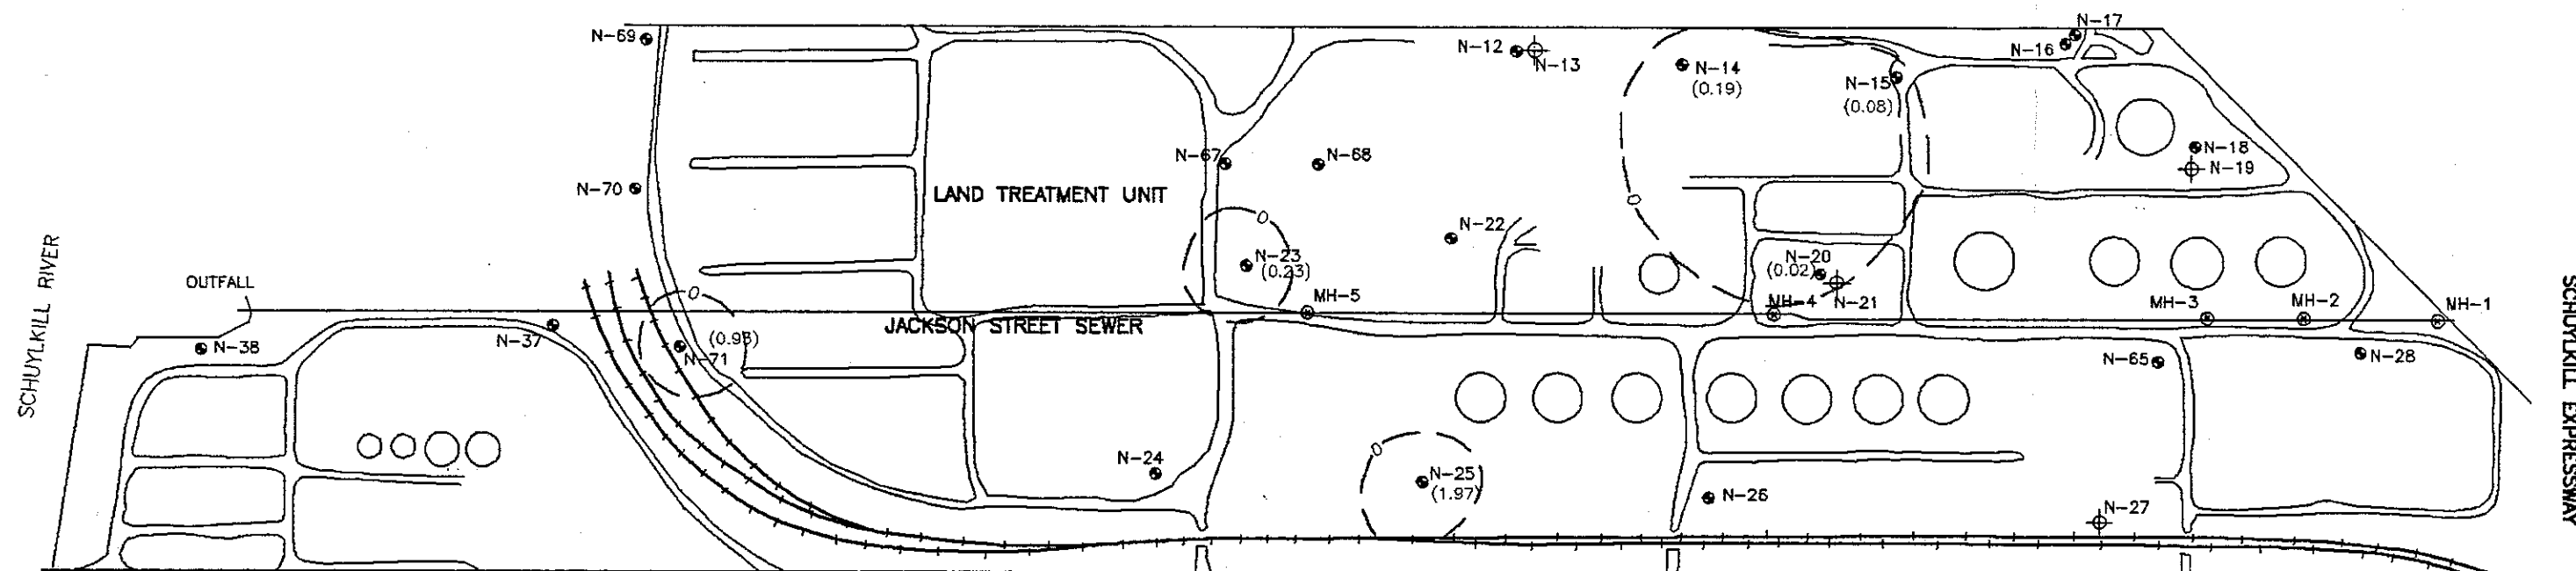 N-17
N-69
N-12
N-13
N-16
N-14
(0.19)
N-15
(0.08)
N-67
N-68
N-18
N-19
N-70
LAND TREATMENT UNIT
0
0
N-22
N-23
(0.23)
N-20
(0.02)
N-21
SCHUYLKILL RIVER
OUTFALL
0
MH-5
MH-4
MH-3
MH-2
MH-1
SCHUYLKILL EXPRESSWAY
JACKSON STREET SEWER
N-38
N-37
N-71
N-65
N-28
0
N-24
N-25
(1.97)
N-26
N-27